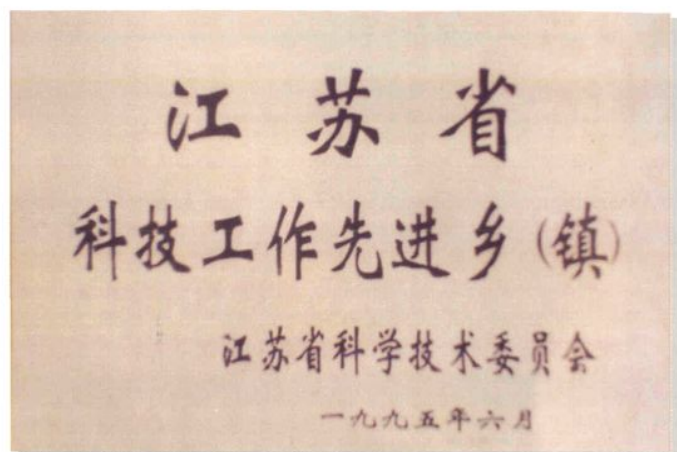 江苏省
科技工作先进乡(镇)
江苏省科学技术委员会
一九九五年六月